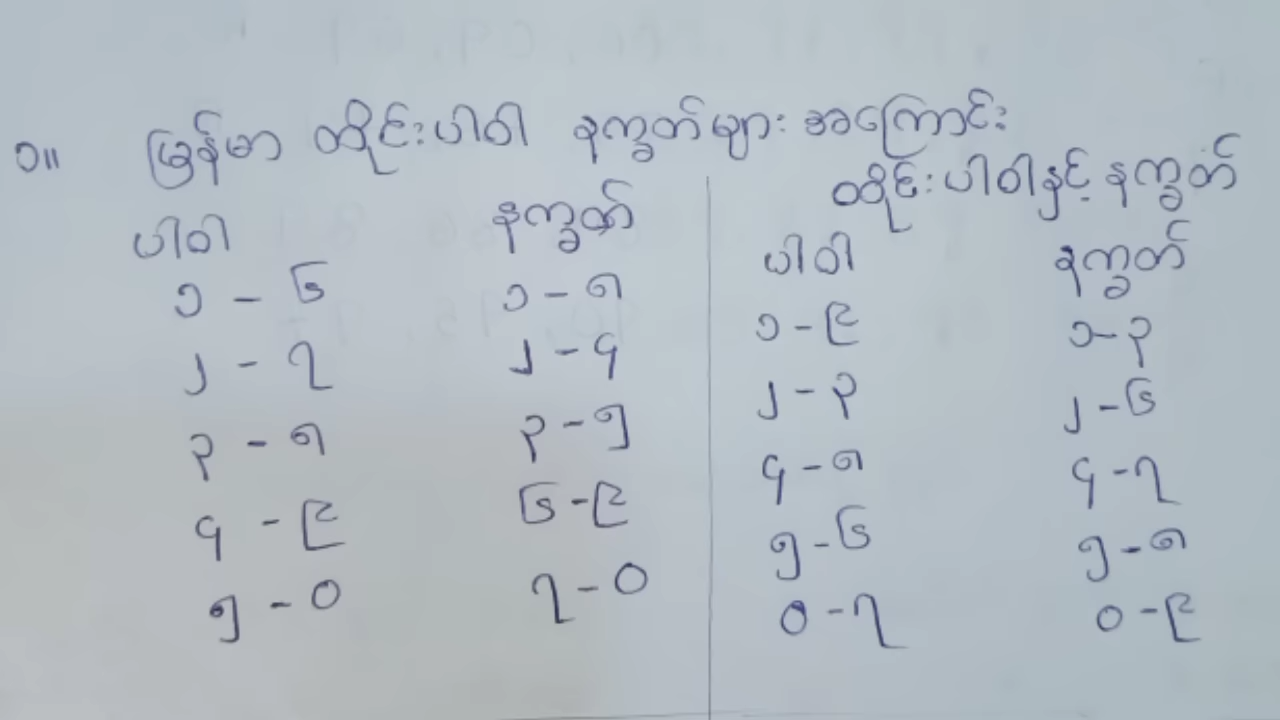 ၁။ မြန်မာ ထိုင်းပါဝါ နက္ခတ်များ အကြောင်း
ပါဝါ နက္ခတ်
၁ - ၆ ၁ - ၈
၂ - ၇ ၂ - ၄
၃ - ၈ ၃ - ၅
၄ - ၉ ၆ - ၉
၅ - ၀ ၇ - ၀
ထိုင်းပါဝါနှင့် နက္ခတ်
ပါဝါ နက္ခတ်
၁ - ၉ ၁ - ၃
၂ - ၃ ၂ - ၆
၄ - ၈ ၄ - ၇
၅ - ၆ ၅ - ၈
၀ - ၇ ၀ - ၉